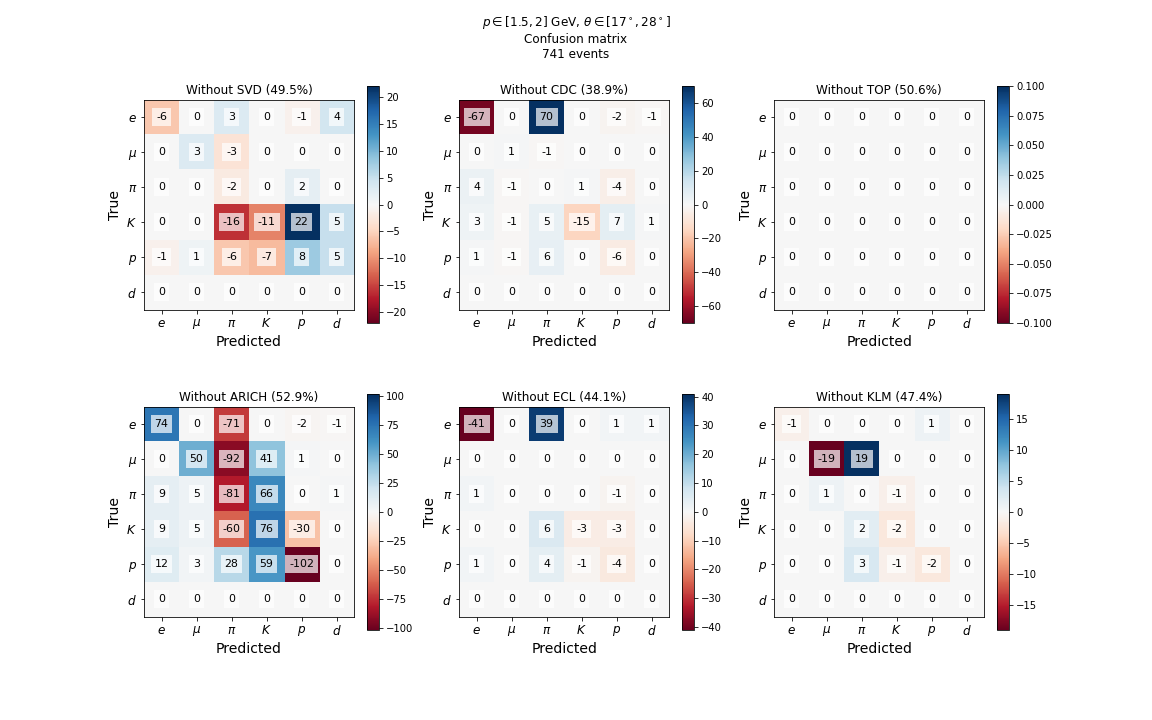 p ∈ [1.5, 2] GeV, θ ∈ [17°, 28°]
Confusion matrix
741 events
Without SVD (49.5%)
e -6 0 3 0 -1 4
μ 0 3 -3 0 0 0
π 0 0 -2 0 2 0
K 0 0 -16 -11 22 5
p -1 1 -6 -7 8 5
d 0 0 0 0 0 0
e μ π K p d
True
Predicted
20
15
10
5
0
−5
−10
−15
−20
Without CDC (38.9%)
e -67 0 70 0 -2 -1
μ 0 1 -1 0 0 0
π 4 -1 0 1 -4 0
K 3 -1 5 -15 7 1
p 1 -1 6 0 -6 0
d 0 0 0 0 0 0
e μ π K p d
True
Predicted
60
40
20
0
−20
−40
−60
Without TOP (50.6%)
e 0 0 0 0 0 0
μ 0 0 0 0 0 0
π 0 0 0 0 0 0
K 0 0 0 0 0 0
p 0 0 0 0 0 0
d 0 0 0 0 0 0
e μ π K p d
True
Predicted
0.100
0.075
0.050
0.025
0.000
−0.025
−0.050
−0.075
−0.100
Without ARICH (52.9%)
e 74 0 -71 0 -2 -1
μ 0 50 -92 41 1 0
π 9 5 -81 66 0 1
K 9 5 -60 76 -30 0
p 12 3 28 59 -102 0
d 0 0 0 0 0 0
e μ π K p d
True
Predicted
100
75
50
25
0
−25
−50
−75
−100
Without ECL (44.1%)
e -41 0 39 0 1 1
μ 0 0 0 0 0 0
π 1 0 0 0 -1 0
K 0 0 6 -3 -3 0
p 1 0 4 -1 -4 0
d 0 0 0 0 0 0
e μ π K p d
True
Predicted
40
30
20
10
0
−10
−20
−30
−40
Without KLM (47.4%)
e -1 0 0 0 1 0
μ 0 -19 19 0 0 0
π 0 1 0 -1 0 0
K 0 0 2 -2 0 0
p 0 0 3 -1 -2 0
d 0 0 0 0 0 0
e μ π K p d
True
Predicted
15
10
5
0
−5
−10
−15